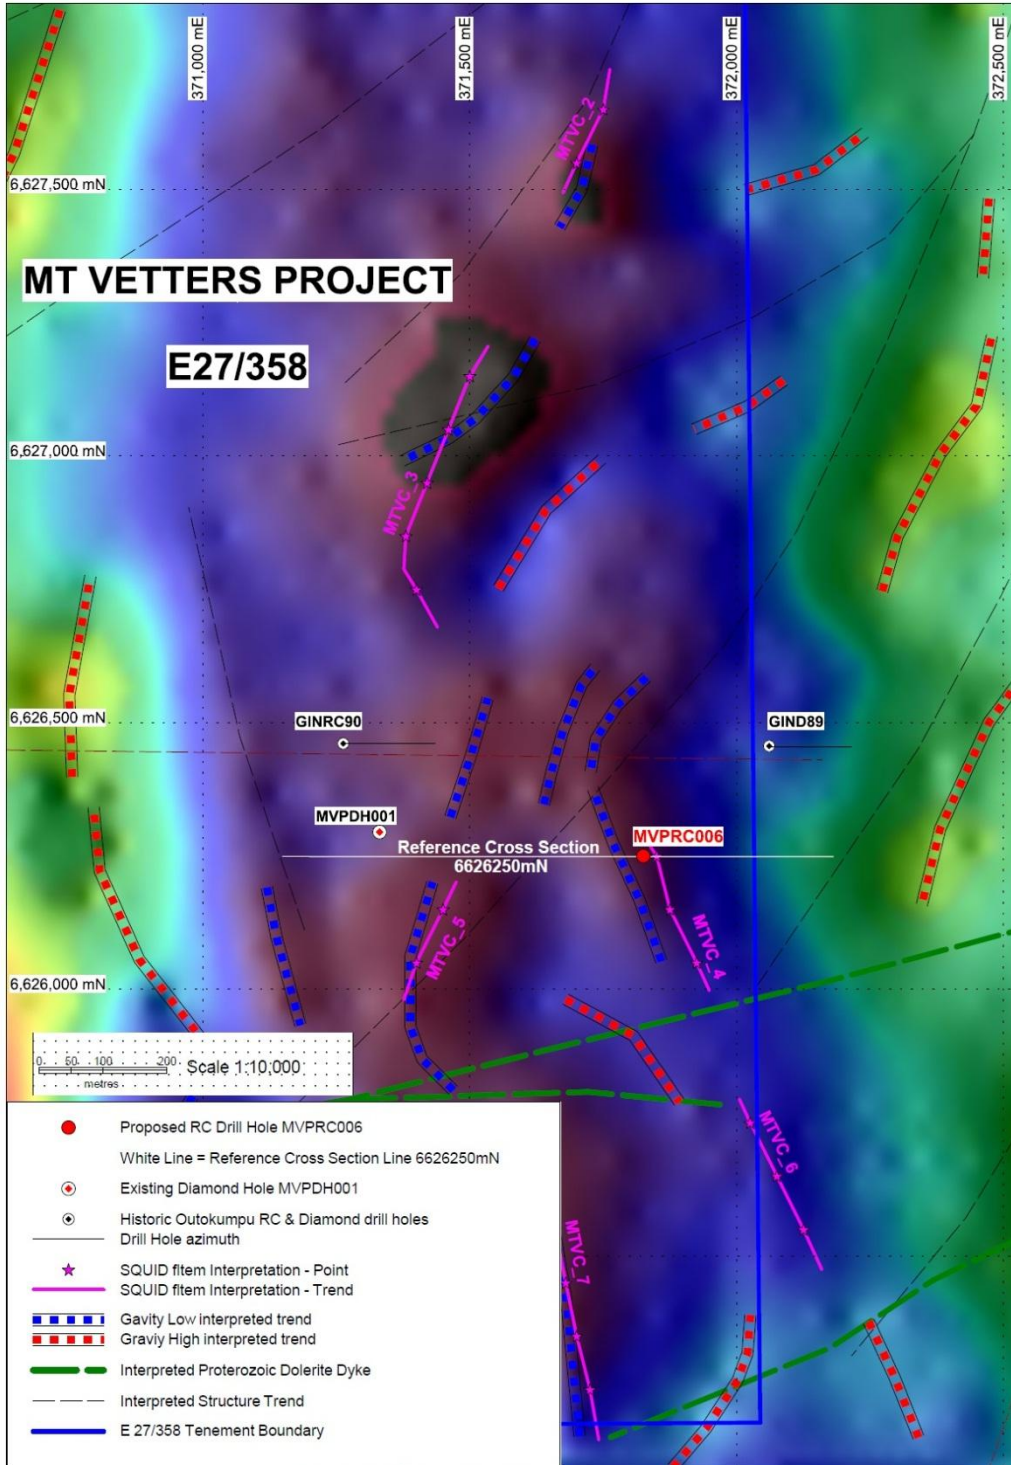 371,000 mE
371,500 mE
372,000 mE
372,500 mE
MTVC_2
6,627,500 mN
MT VETTERS PROJECT
E27/358
6,627,000 mN
MTVC_3
6,626,500 mN
GINRC90
GIND89
MVPDH001
MVPRC006
Reference Cross Section
6626250mN
MTVC_5
MTVC_4
6,626,000 mN
0 50 100 200
metres
Scale 1:10,000
MTVC_6
MTVC_7
Proposed RC Drill Hole MVPRC006
White Line = Reference Cross Section Line 6626250mN
Existing Diamond Hole MVPDH001
Historic Outokumpu RC & Diamond drill holes
Drill Hole azimuth
SQUID fltem Interpretation - Point
SQUID fltem Interpretation - Trend
Gavity Low interpreted trend
Graviy High interpreted trend
Interpreted Proterozoic Dolerite Dyke
Interpreted Structure Trend
E 27/358 Tenement Boundary